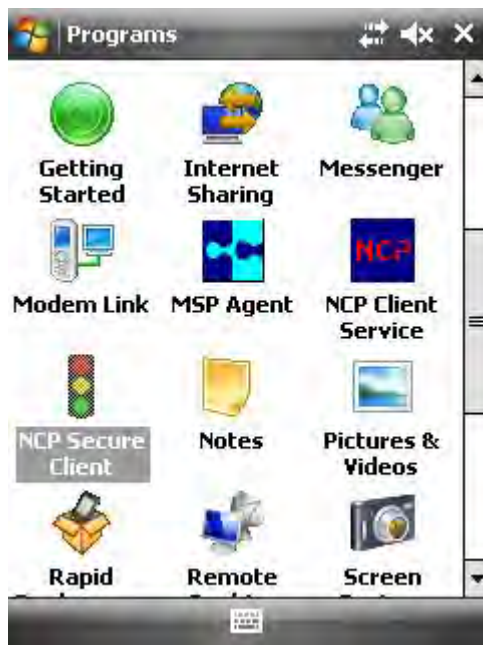 Programs
Getting Started
Internet Sharing
Messenger
Modem Link
MSP Agent
NCP
NCP Client Service
NCP Secure Client
Notes
Pictures & Videos
Rapid
Remote
Screen